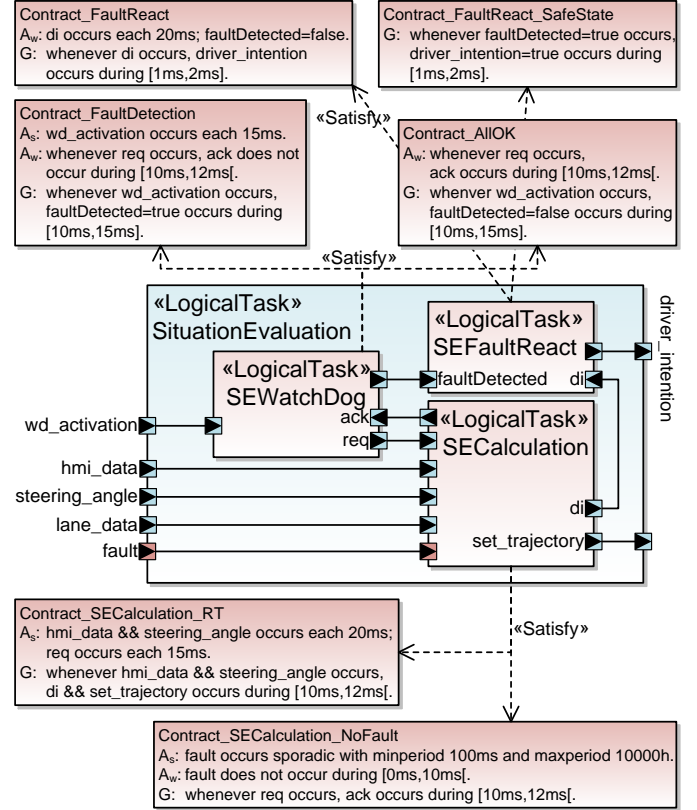 Contract_FaultReact
Aw: di occurs each 20ms; faultDetected=false.
G: whenever di occurs, driver_intention
occurs during [1ms,2ms].
Contract_FaultReact_SafeState
G: whenever faultDetected=true occurs,
driver_intention=true occurs during
[1ms,2ms].
Contract_FaultDetection
As: wd_activation occurs each 15ms.
Aw: whenever req occurs, ack does not
occur during [10ms,12ms[.
G: whenever wd_activation occurs,
faultDetected=true occurs during
[10ms,15ms].
«Satisfy»
Contract_AllOK
Aw: whenever req occurs,
ack occurs during [10ms,12ms[.
G: whenver wd_activation occurs,
faultDetected=false occurs during
[10ms,15ms].
«Satisfy»
«LogicalTask»
SituationEvaluation
«LogicalTask»
SEFaultReact
faultDetected
di
driver_intention
«LogicalTask»
SEWatchDog
ack
req
«LogicalTask»
SECalculation
di
set_trajectory
wd_activation
hmi_data
steering_angle
lane_data
fault
Contract_SECalculation_RT
As: hmi_data && steering_angle occurs each 20ms;
req occurs each 15ms.
G: whenever hmi_data && steering_angle occurs,
di && set_trajectory occurs during [10ms,12ms[.
«Satisfy»
Contract_SECalculation_NoFault
As: fault occurs sporadic with minperiod 100ms and maxperiod 10000h.
Aw: fault does not occur during [0ms,10ms[.
G: whenever req occurs, ack occurs during [10ms,12ms[.